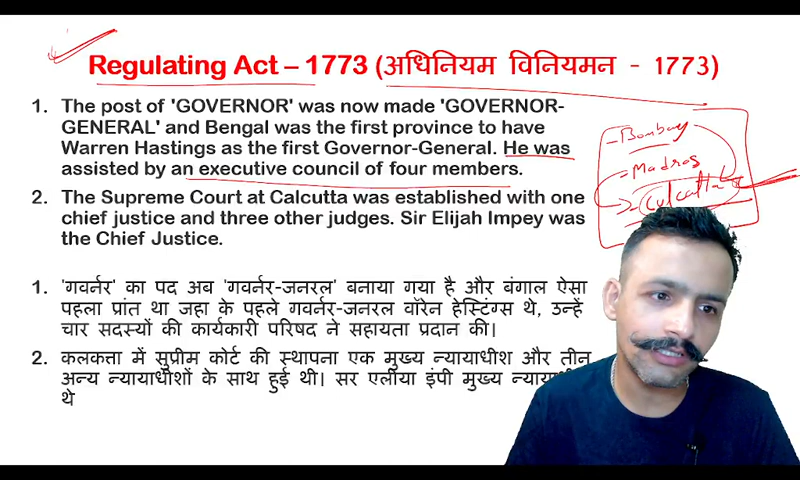 Regulating Act – 1773 (अधिनियम विनियमन - 1773)
1. The post of 'GOVERNOR' was now made 'GOVERNOR-
GENERAL' and Bengal was the first province to have
Warren Hastings as the first Governor-General. He was
assisted by an executive council of four members.
2. The Supreme Court at Calcutta was established with one
chief justice and three other judges. Sir Elijah Impey was
the Chief Justice.
- Bombay
- Madras
Calcutta
1. 'गवर्नर' का पद अब 'गवर्नर-जनरल' बनाया गया है और बंगाल ऐसा
पहला प्रांत था जहा के पहले गवर्नर-जनरल वॉरेन हेस्टिंग्स थे, उन्हें
चार सदस्यों की कार्यकारी परिषद ने सहायता प्रदान की।
2. कलकत्ता में सुप्रीम कोर्ट की स्थापना एक मुख्य न्यायाधीश और तीन
अन्य न्यायाधीशों के साथ हुई थी। सर एलीया इंपी मुख्य
थे